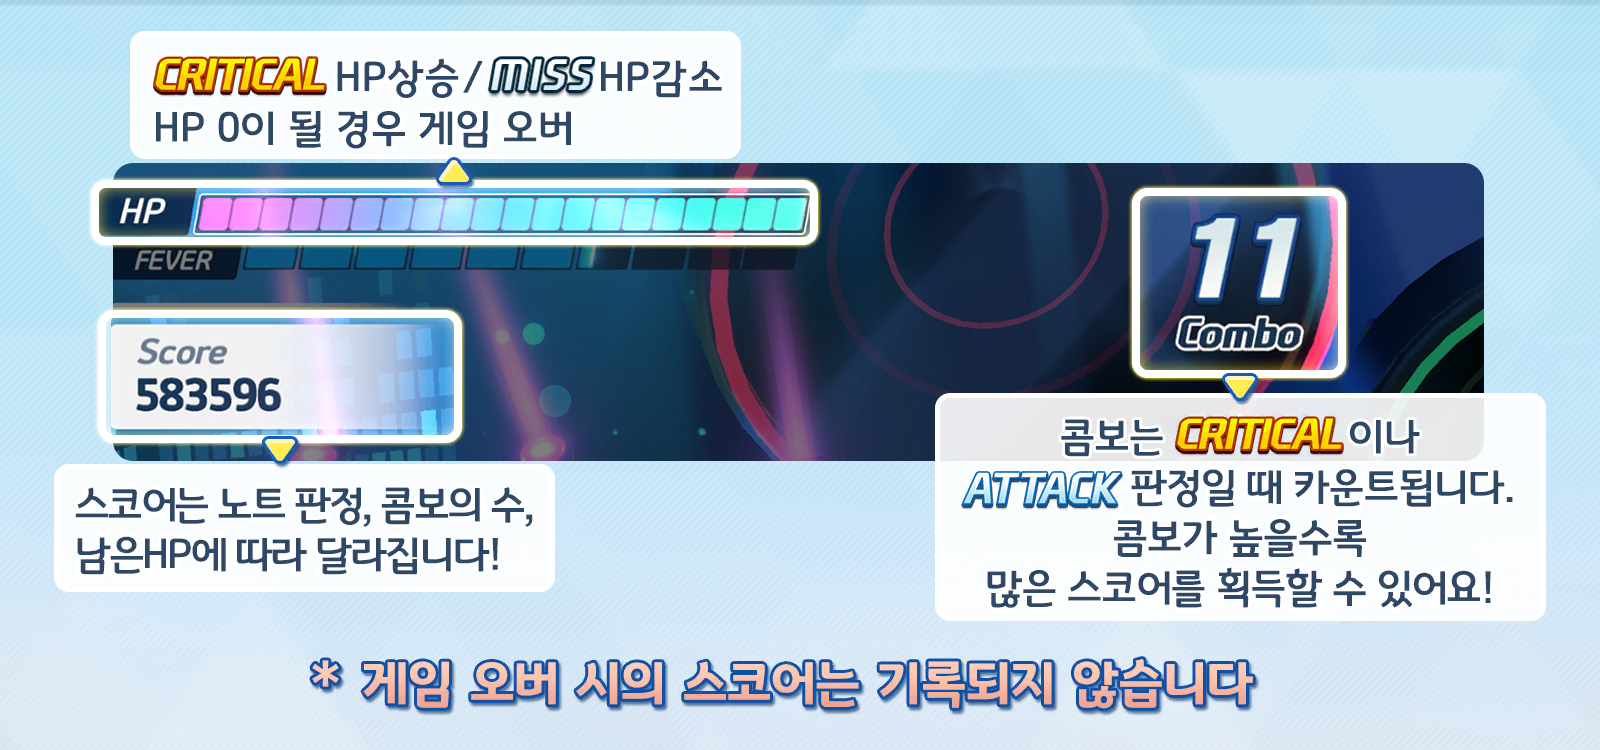 CRITICAL HP상승 / MISS HP감소
HP 0이 될 경우 게임 오버
HP
FEVER
11
Combo
Score
583596
스코어는 노트 판정, 콤보의 수,
남은HP에 따라 달라집니다!
콤보는 CRITICAL이나
ATTACK 판정일 때 카운트됩니다.
콤보가 높을수록
많은 스코어를 획득할 수 있어요!
* 게임 오버 시의 스코어는 기록되지 않습니다